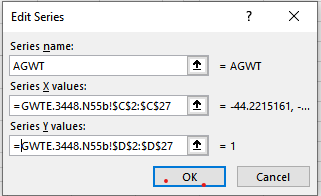 Edit Series
Series name:
AGWT = AGWT
Series X values:
=GWTE.3448.N55b!$C$2:$C$27 = -44.2215161, -...
Series Y values:
=GWTE.3448.N55b!$D$2:$D$27 = 1
OK Cancel